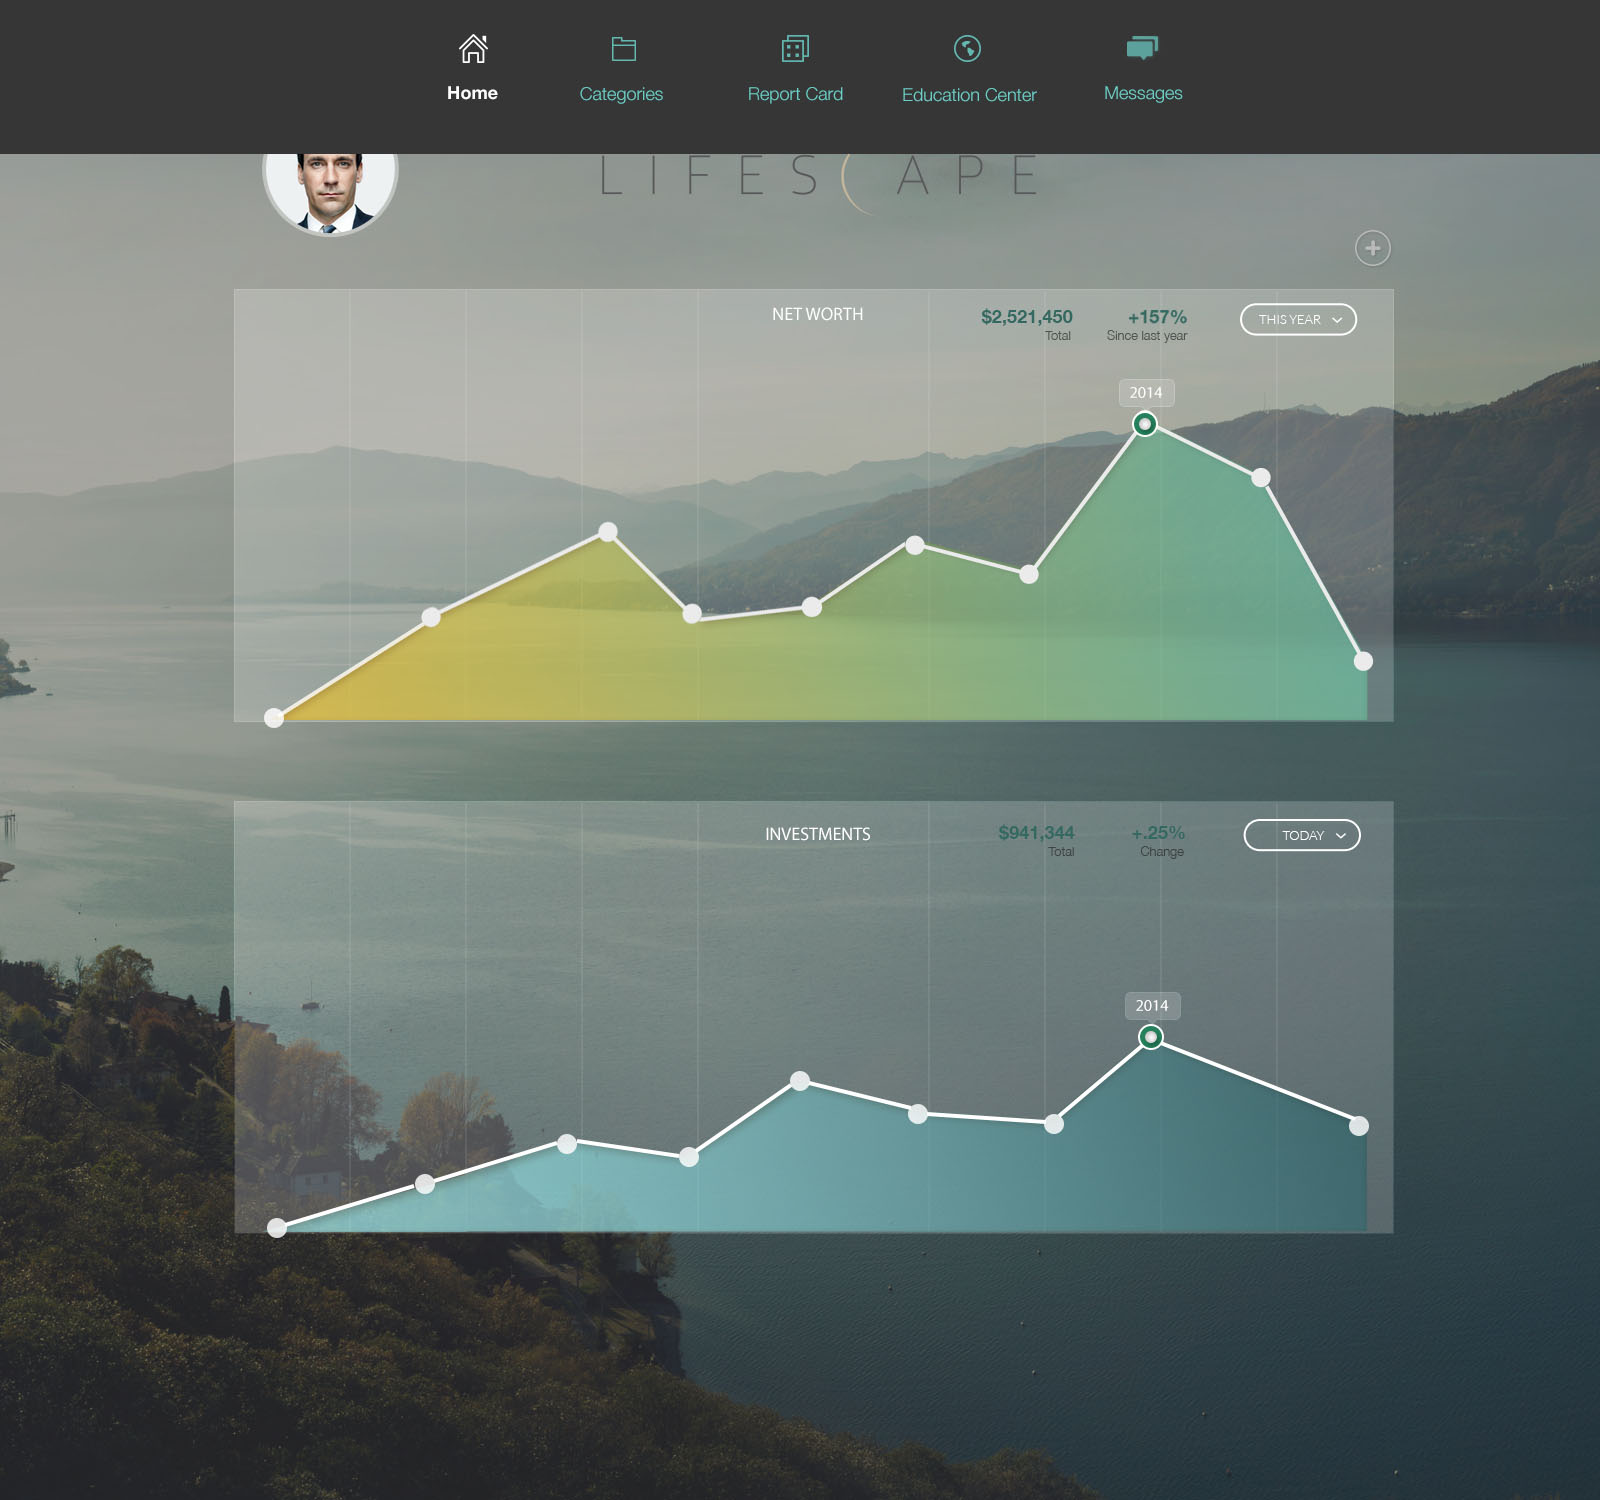 Home
Categories
Report Card
Education Center
Messages
LIFESCAPE
NET WORTH
$2,521,450
Total
+157%
Since last year
THIS YEAR
2014
INVESTMENTS
$941,344
Total
+.25%
Change
TODAY
2014